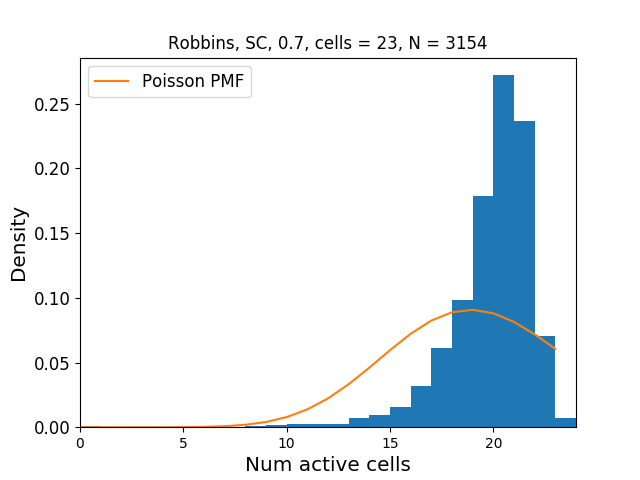 Robbins, SC, 0.7, cells = 23, N = 3154
Poisson PMF
Density
0.25
0.20
0.15
0.10
0.05
0.00
0 5 10 15 20
Num active cells